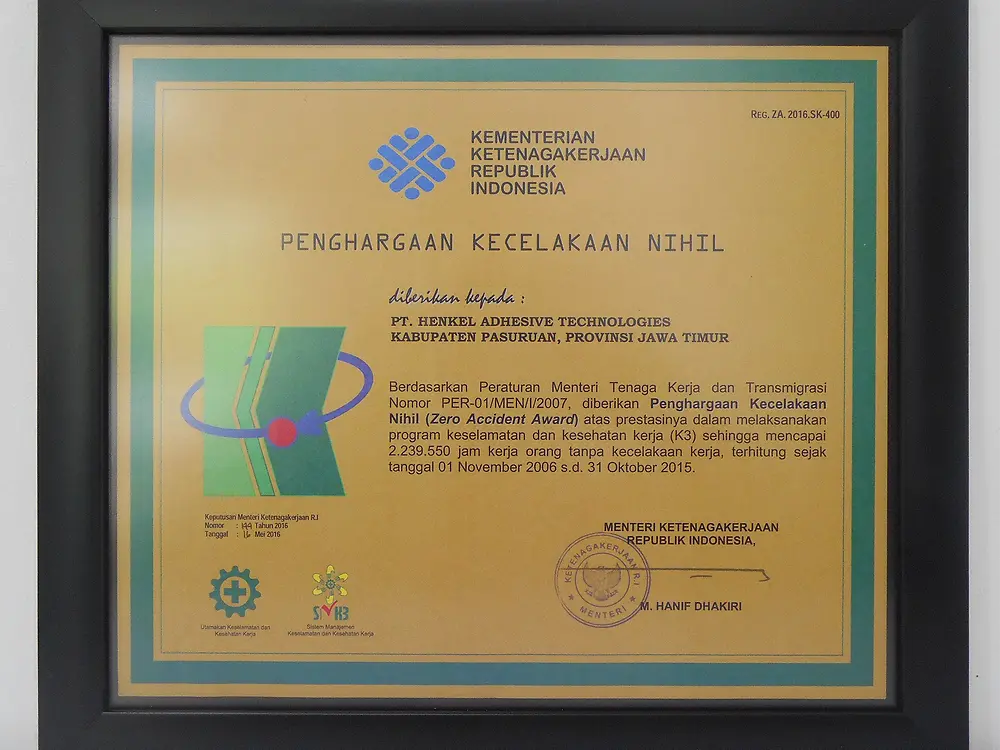 REG. ZA. 2016.SK-400
KEMENTERIAN
KETENAGAKERJAAN
REPUBLIK
INDONESIA
PENGHARGAAN KECELAKAAN NIHIL
diberikan kepada :
PT. HENKEL ADHESIVE TECHNOLOGIES
KABUPATEN PASURUAN, PROVINSI JAWA TIMUR
Berdasarkan Peraturan Menteri Tenaga Kerja dan Transmigrasi
Nomor PER-01/MEN/I/2007, diberikan Penghargaan Kecelakaan
Nihil (Zero Accident Award) atas prestasinya dalam melaksanakan
program keselamatan dan kesehatan kerja (K3) sehingga mencapai
2.239.550 jam kerja orang tanpa kecelakaan kerja, terhitung sejak
tanggal 01 November 2006 s.d. 31 Oktober 2015.
Keputusan Menteri Ketenagakerjaan R.I
Nomor : 144 Tahun 2016
Tanggal : 16 Mei 2016
MENTERI KETENAGAKERJAAN
REPUBLIK INDONESIA,
KETENAGAKERJAAN R.I
MENTERI
M. HANIF DHAKIRI
SMK3
Utamakan Keselamatan dan
Kesehatan Kerja
Sistem Manajemen
Keselamatan dan Kesehatan Kerja